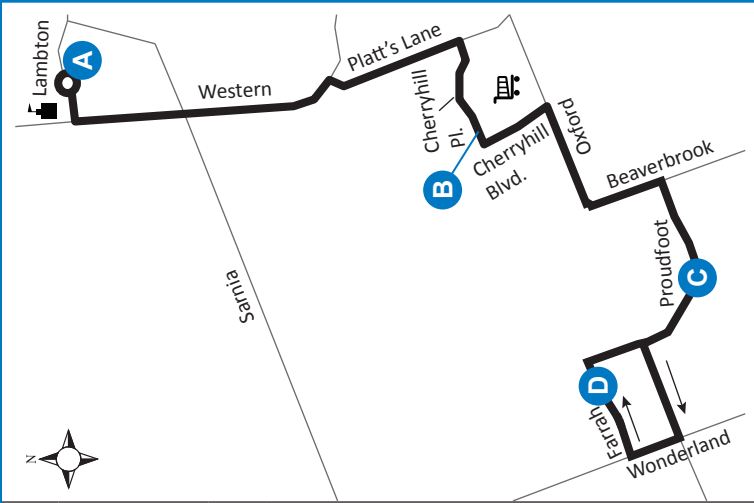 Lambton
A
Western
Platt's Lane
Cherryhill
Pl.
B
Cherryhill
Blvd.
Oxford
Beaverbrook
Sarnia
Proudfoot
C
D
Farrah
Wonderland
N